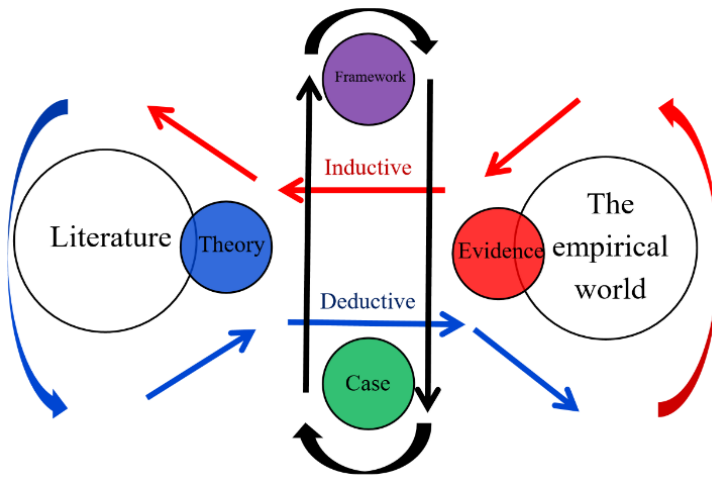 Framework
Inductive
Literature
Theory
Evidence
The
empirical
world
Deductive
Case